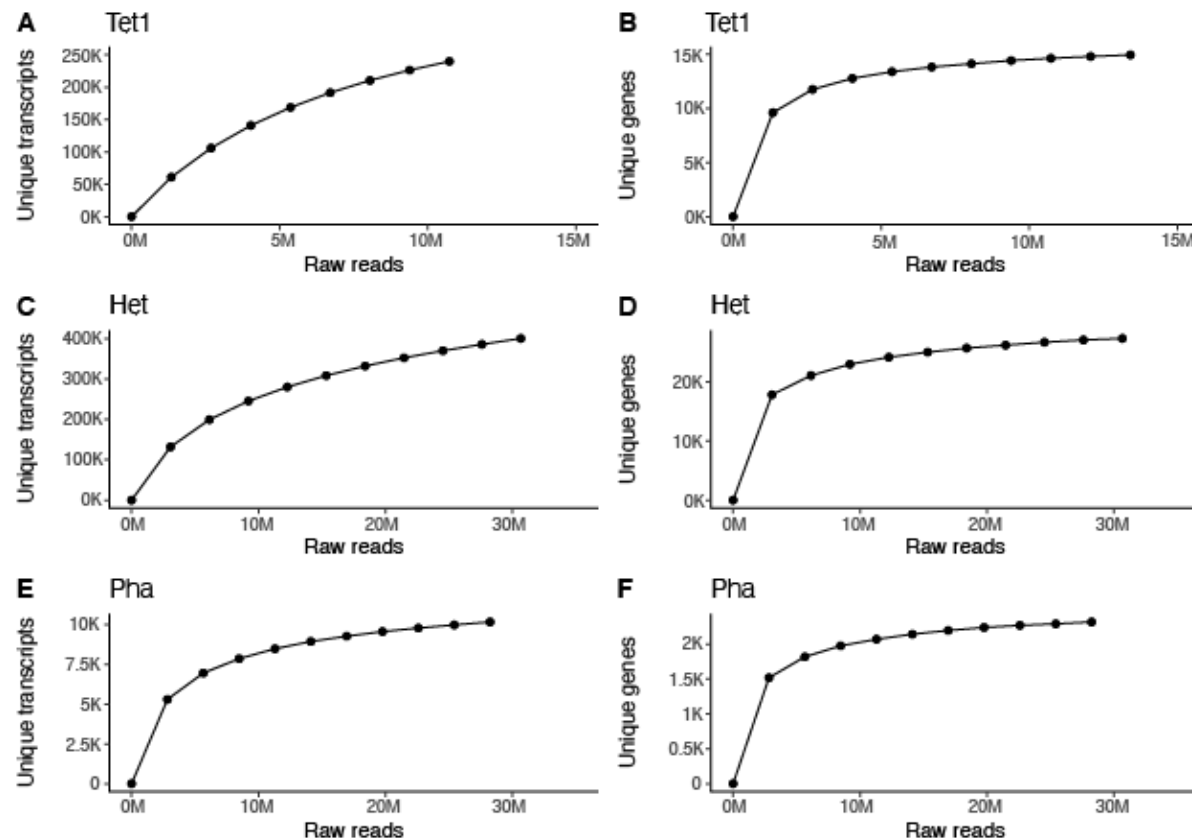 A Tet1
Unique transcripts
250K
200K
150K
100K
50K
0K
0M 5M 10M 15M
Raw reads
B Tet1
Unique genes
15K
10K
5K
0K
0M 5M 10M 15M
Raw reads
C Het
Unique transcripts
400K
300K
200K
100K
0K
0M 10M 20M 30M
Raw reads
D Het
Unique genes
20K
10K
0K
0M 10M 20M 30M
Raw reads
E Pha
Unique transcripts
10K
7.5K
5K
2.5K
0
0M 10M 20M 30M
Raw reads
F Pha
Unique genes
2K
1.5K
1K
0.5K
0
0M 10M 20M 30M
Raw reads